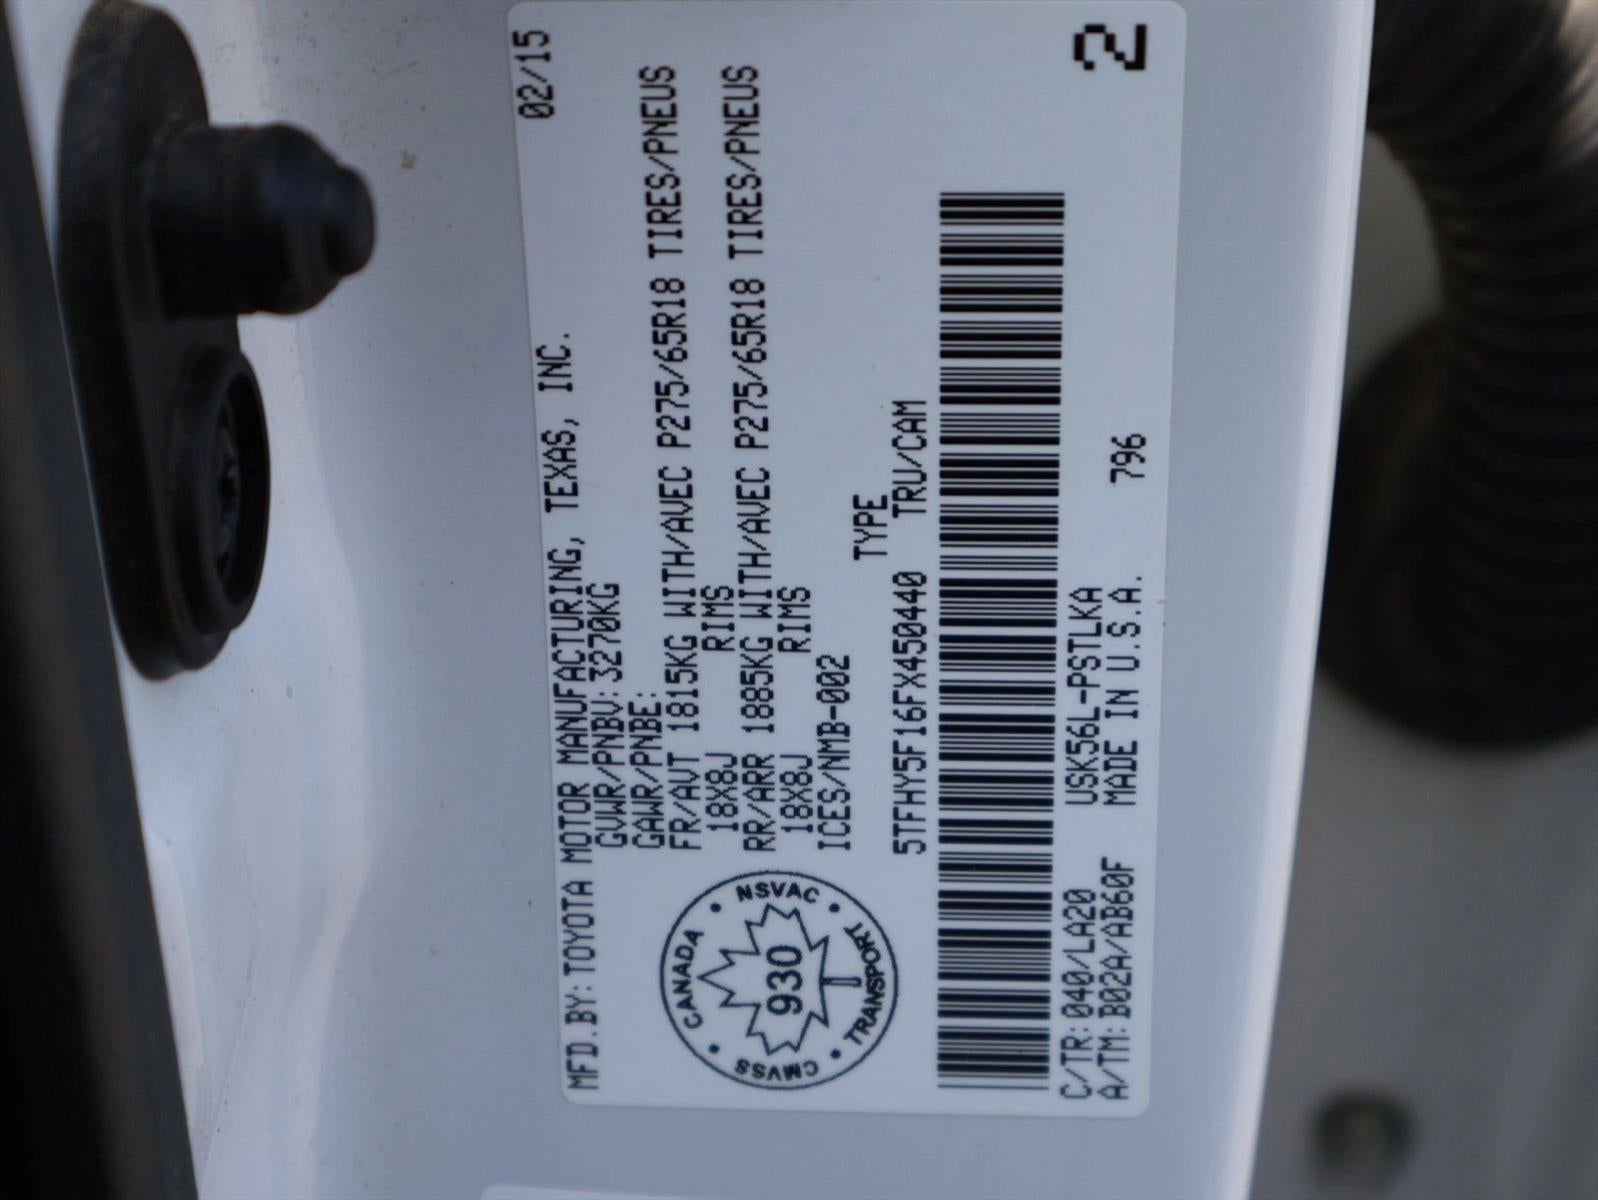 MFD.BY:TOYOTA MOTOR MANUFACTURING, TEXAS, INC. 02/15
GVWR/PNBV:3270KG
GAWR/PNBE:
FR/AVT 1815KG WITH/AVEC P275/65R18 TIRES/PNEUS
18X8J RIMS
RR/ARR 1885KG WITH/AVEC P275/65R18 TIRES/PNEUS
18X8J RIMS
ICES/NMB-002
TYPE
5TFHY5F16FX450440 TRU/CAM
CANADA • NSVAC • TRANSPORT • CMVSS •
930
C/TR:040/LA20 USK56L-PSTLKA
A/TM:B02A/AB60F MADE IN U.S.A. 796
2